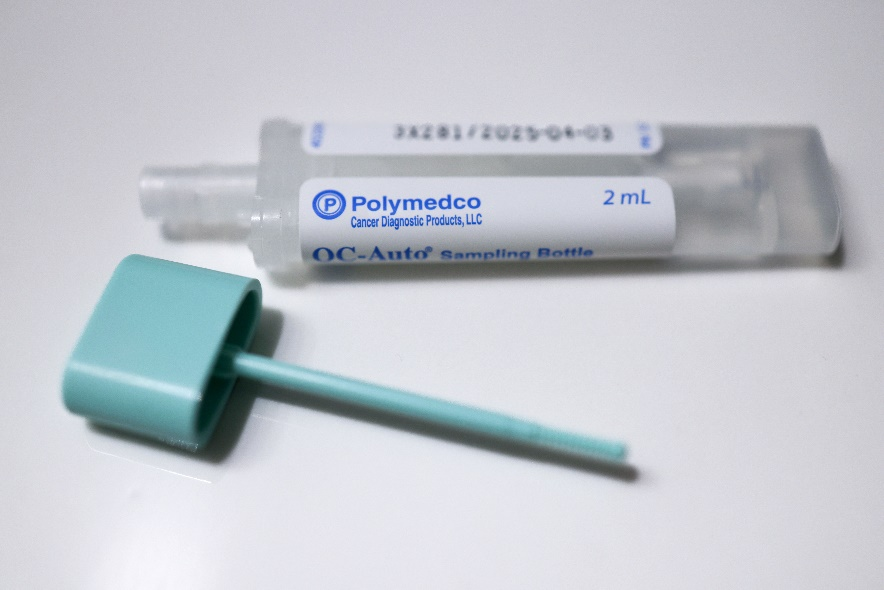 3X281/2025-04-03
Polymedco
2 mL
Cancer Diagnostic Products, LLC
OC-Auto® Sampling Bottle